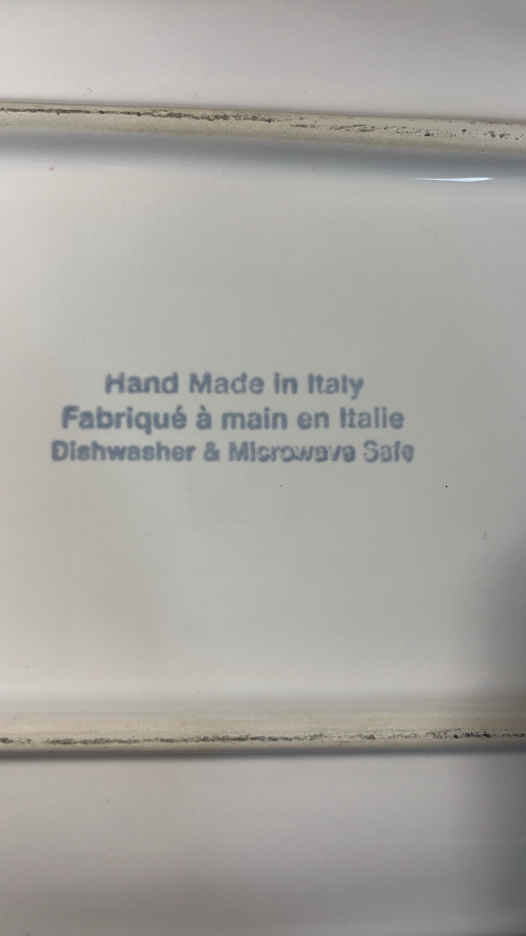 Hand Made in Italy
Fabriqué à main en Italie
Dishwasher & Microwave Safe